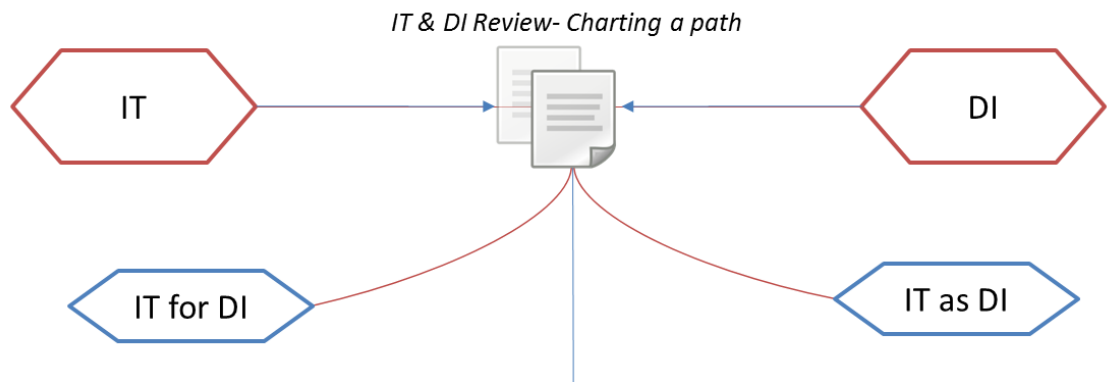 IT & DI Review- Charting a path
IT
DI
IT for DI
IT as DI